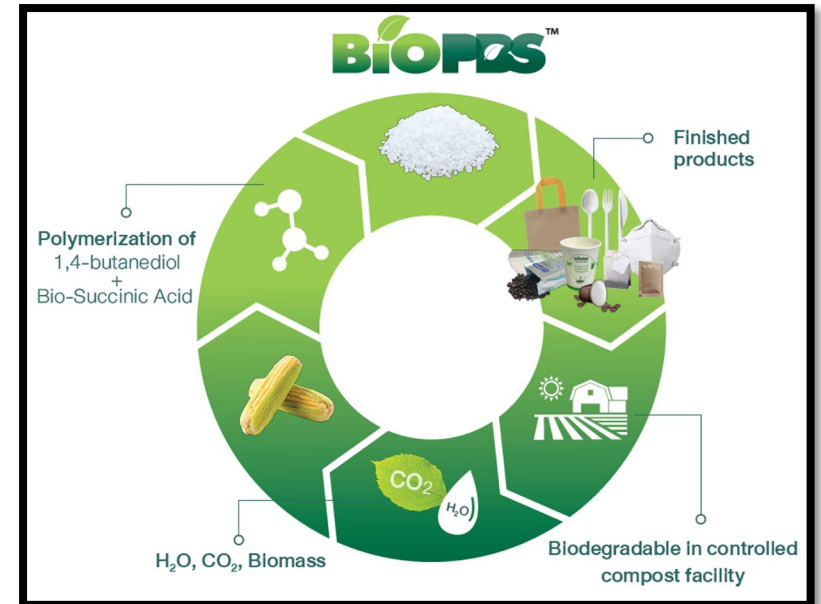 BiOPBS™
Finished
products
Polymerization of
1,4-butanediol
+
Bio-Succinic Acid
CO₂
H₂O
H₂O, CO₂, Biomass
Biodegradable in controlled
compost facility